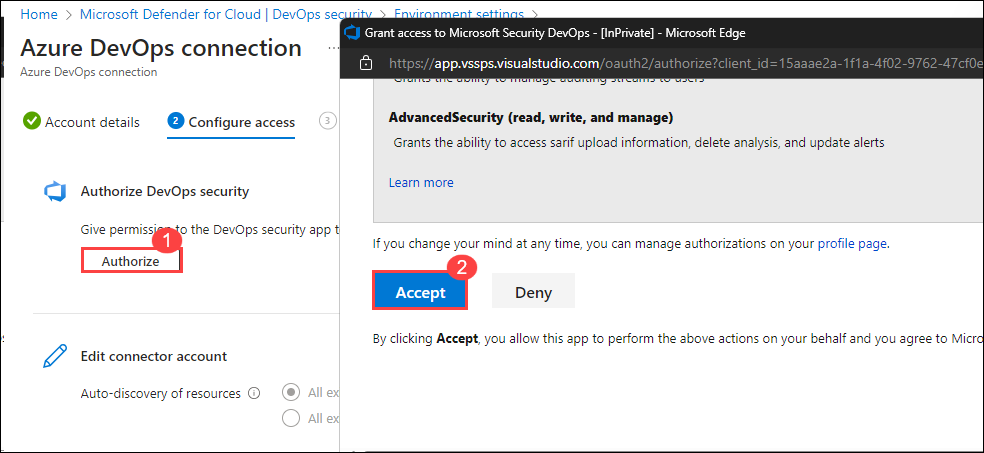 Home > Microsoft Defender for Cloud | DevOps security > Environment settings >
Azure DevOps connection ...
Azure DevOps connection
Account details
2 Configure access
3
Authorize DevOps security
Give permission to the DevOps security app t
1
Authorize
Edit connector account
Auto-discovery of resources
All ex
All ex
Grant access to Microsoft Security DevOps - [InPrivate] - Microsoft Edge
https://app.vssps.visualstudio.com/oauth2/authorize?client_id=15aaae2a-1f1a-4f02-9762-47cf0e
Grants the ability to manage auditing streams to users
AdvancedSecurity (read, write, and manage)
Grants the ability to access sarif upload information, delete analysis, and update alerts
Learn more
If you change your mind at any time, you can manage authorizations on your profile page.
2
Accept
Deny
By clicking Accept, you allow this app to perform the above actions on your behalf and you agree to Micro